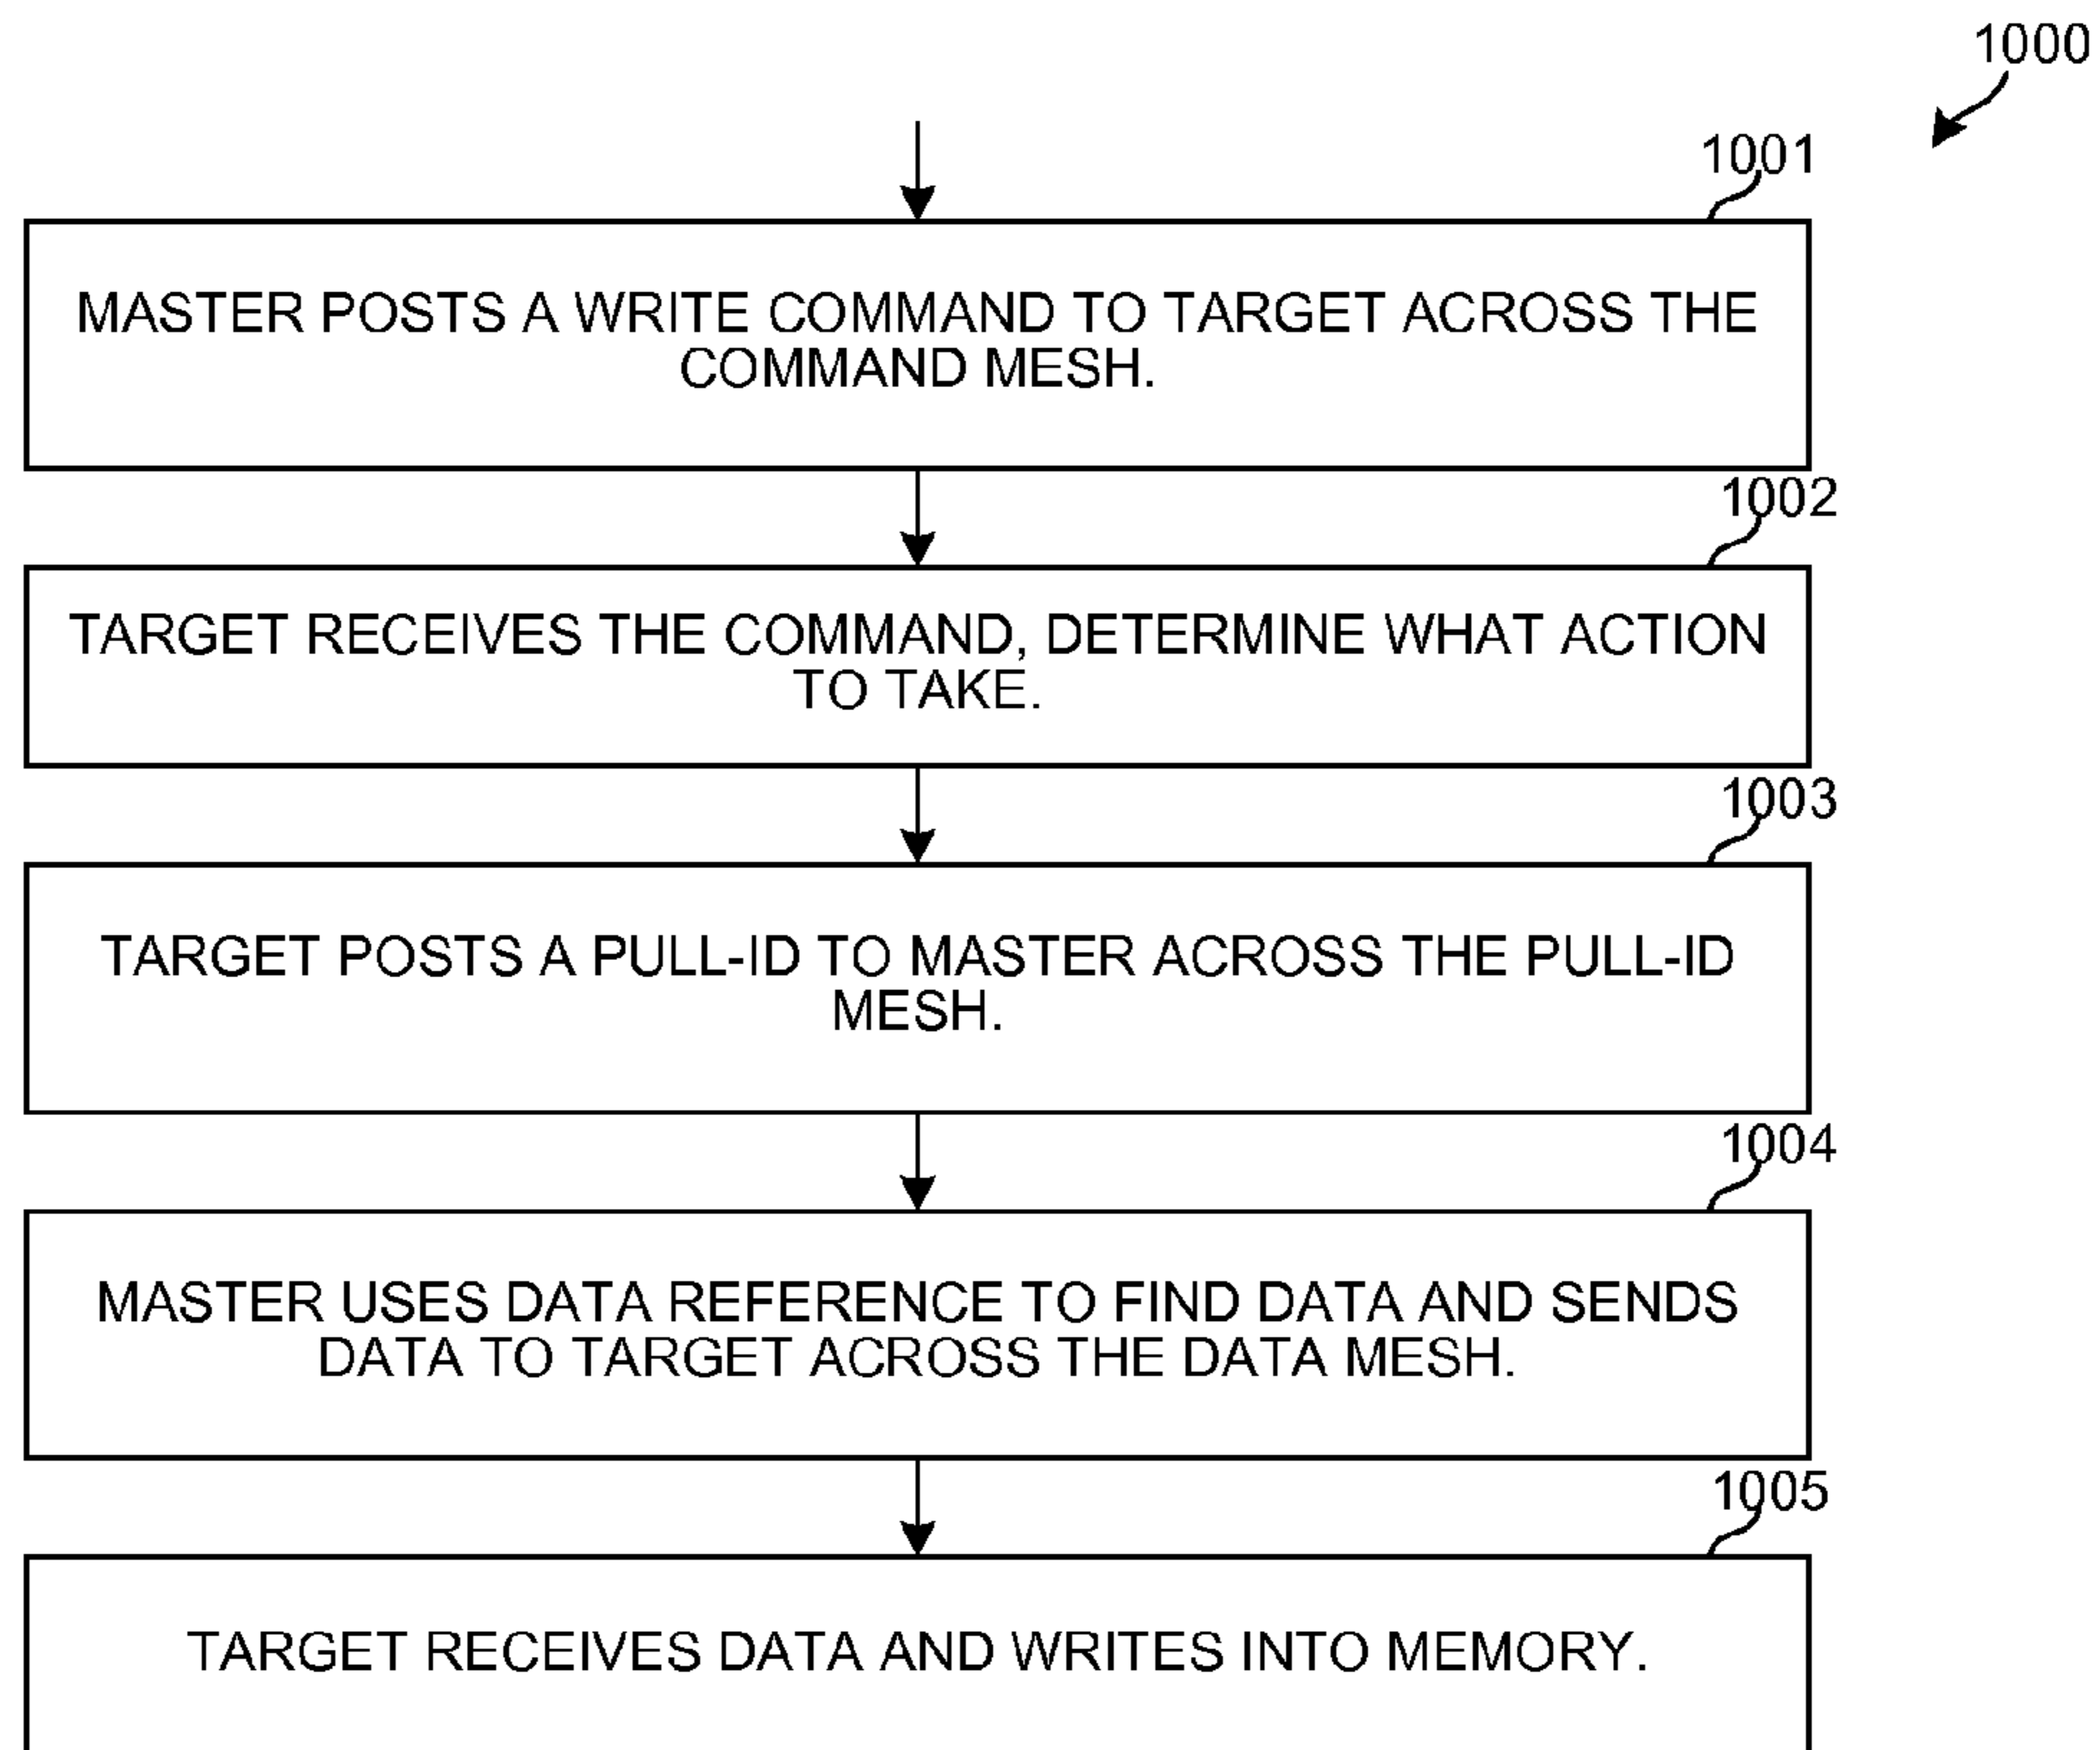 1000
1001
MASTER POSTS A WRITE COMMAND TO TARGET ACROSS THE
COMMAND MESH.
1002
TARGET RECEIVES THE COMMAND, DETERMINE WHAT ACTION
TO TAKE.
1003
TARGET POSTS A PULL-ID TO MASTER ACROSS THE PULL-ID
MESH.
1004
MASTER USES DATA REFERENCE TO FIND DATA AND SENDS
DATA TO TARGET ACROSS THE DATA MESH.
1005
TARGET RECEIVES DATA AND WRITES INTO MEMORY.